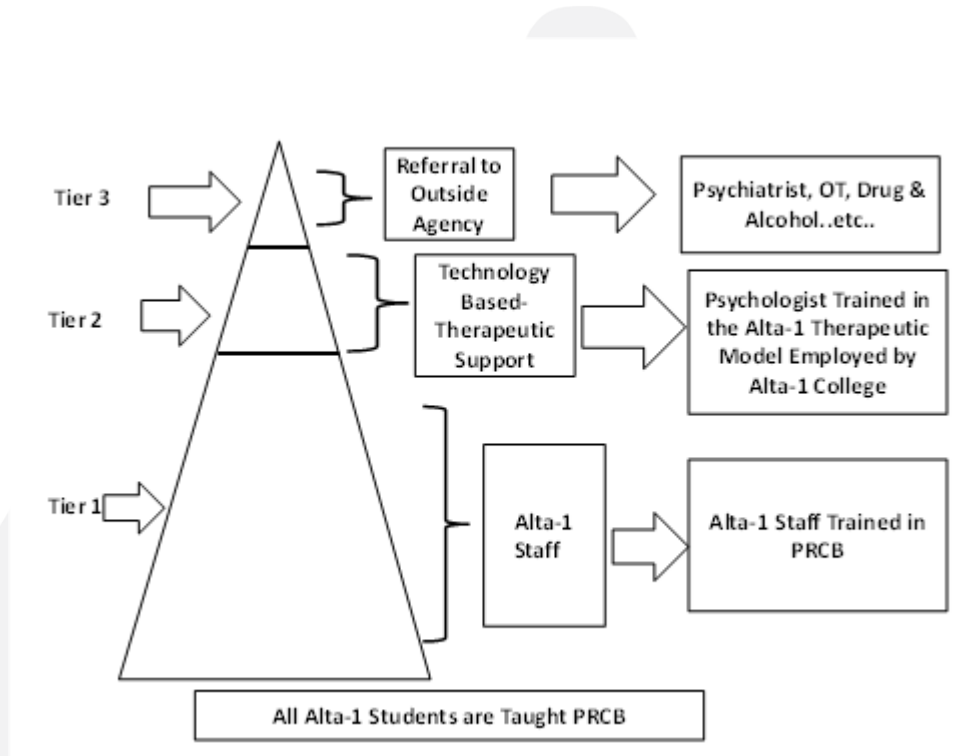 Tier 3
Referral to
Outside
Agency
Psychiatrist, OT, Drug &
Alcohol..etc..
Tier 2
Technology
Based-
Therapeutic
Support
Psychologist Trained in
the Alta-1 Therapeutic
Model Employed by
Alta-1 College
Tier 1
Alta-1
Staff
Alta-1 Staff Trained in
PRCB
All Alta-1 Students are Taught PRCB